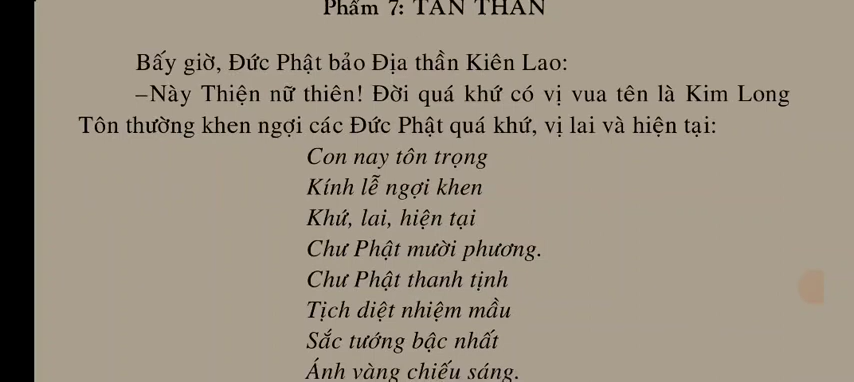 Phẩm 7: TÁN THÁN
Bấy giờ, Đức Phật bảo Địa thần Kiên Lao:
–Này Thiện nữ thiên! Đời quá khứ có vị vua tên là Kim Long
Tôn thường khen ngợi các Đức Phật quá khứ, vị lai và hiện tại:
Con nay tôn trọng
Kính lễ ngợi khen
Khứ, lai, hiện tại
Chư Phật mười phương.
Chư Phật thanh tịnh
Tịch diệt nhiệm mầu
Sắc tướng bậc nhất
Ánh vàng chiếu sáng.